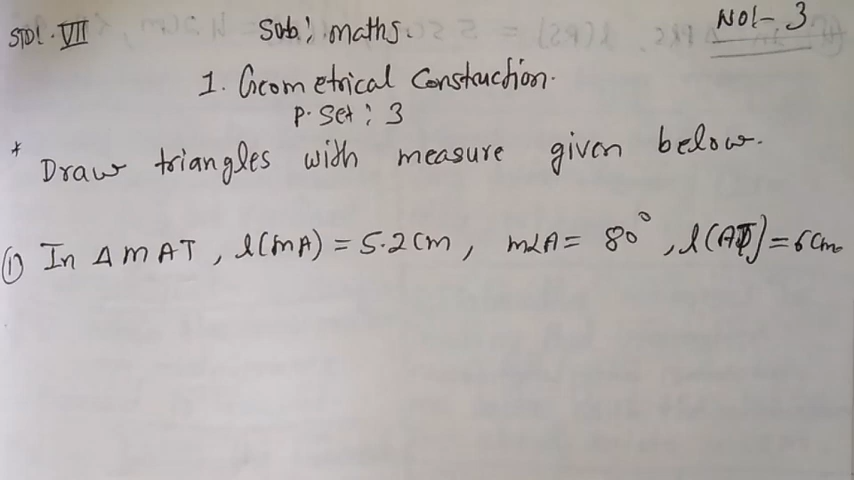 STD: VII Sub: maths. No:- 3
1. Geometrical Construction.
P. Set: 3
* Draw triangles with measure given below.
① In Δ MAT, l(MA) = 5.2cm, m∠A = 80°, l(AT) = 6cm